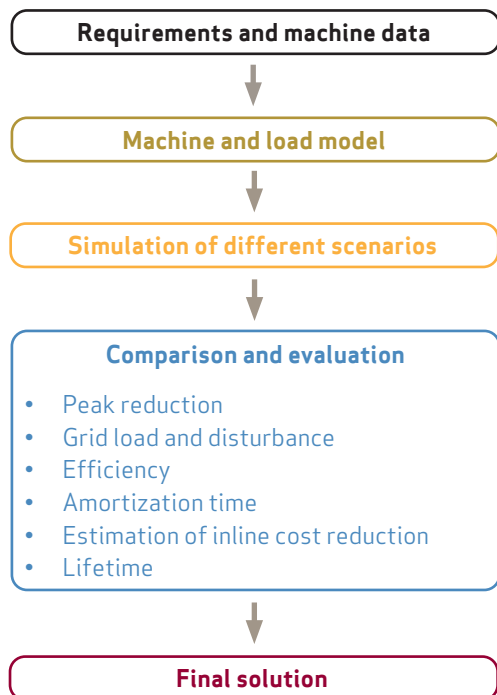 Requirements and machine data
Machine and load model
Simulation of different scenarios
Comparison and evaluation
• Peak reduction
• Grid load and disturbance
• Efficiency
• Amortization time
• Estimation of inline cost reduction
• Lifetime
Final solution